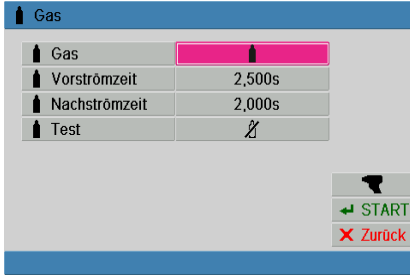 Gas
Gas
Vorströmzeit 2,500s
Nachströmzeit 2,000s
Test
START
Zurück